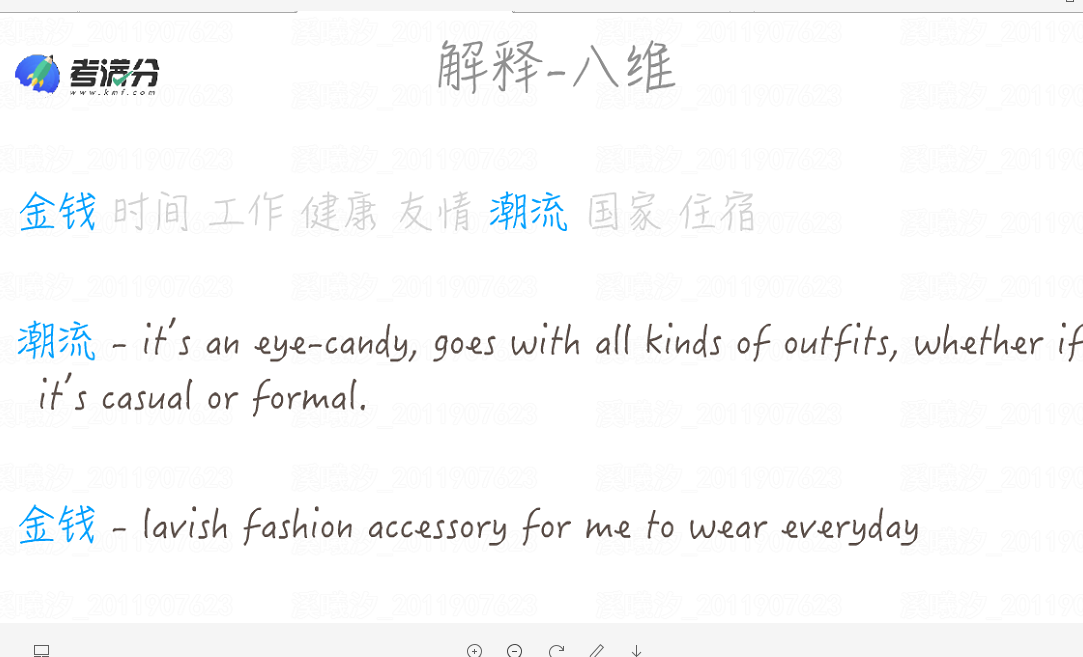 解释-八维
考满分
www.kmf.com
金钱 时间 工作 健康 友情 潮流 国家 住宿
潮流 - it's an eye-candy, goes with all kinds of outfits, whether if
it's casual or formal.
金钱 - lavish fashion accessory for me to wear everyday